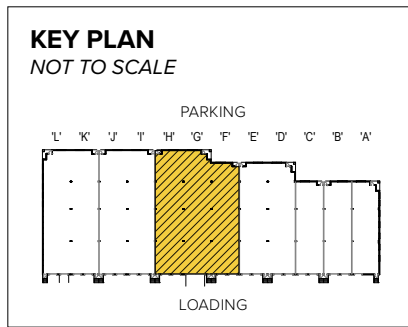 KEY PLAN
NOT TO SCALE
PARKING
'L' 'K' 'J' 'I' 'H' 'G' 'F' 'E' 'D' 'C' 'B' 'A'
LOADING